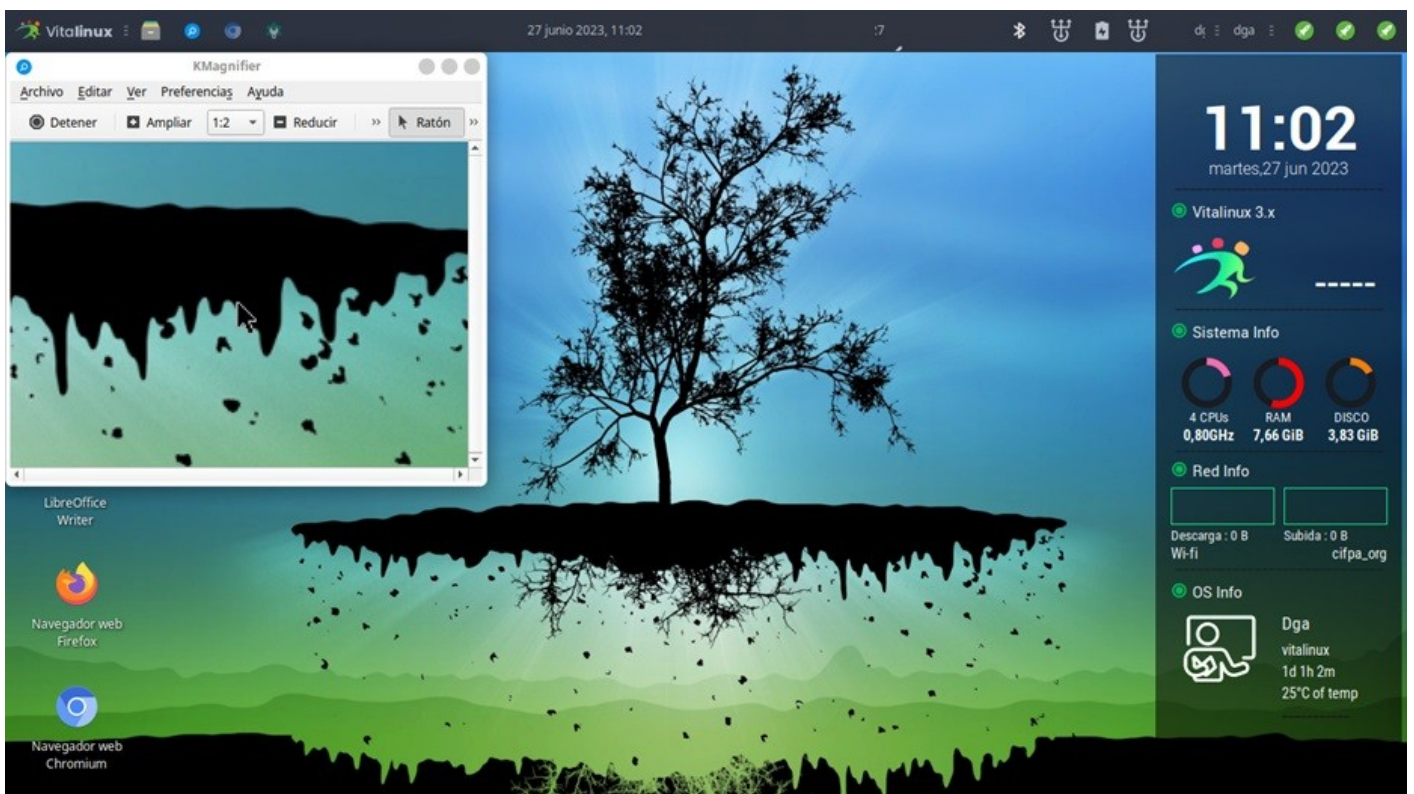 Vitalinux
27 junio 2023, 11:02
:7
dga
KMagnifier
Archivo Editar Ver Preferencias Ayuda
Detener Ampliar 1:2 Reducir » Ratón »
LibreOffice
Writer
Navegador web
Firefox
Navegador web
Chromium
11:02
martes,27 jun 2023
Vitalinux 3.x
-----
Sistema Info
4 CPUs RAM DISCO
0,80GHz 7,66 GiB 3,83 GiB
Red Info
Descarga : 0 B Subida : 0 B
Wi-fi cifpa_org
OS Info
Dga
vitalinux
1d 1h 2m
25°C of temp